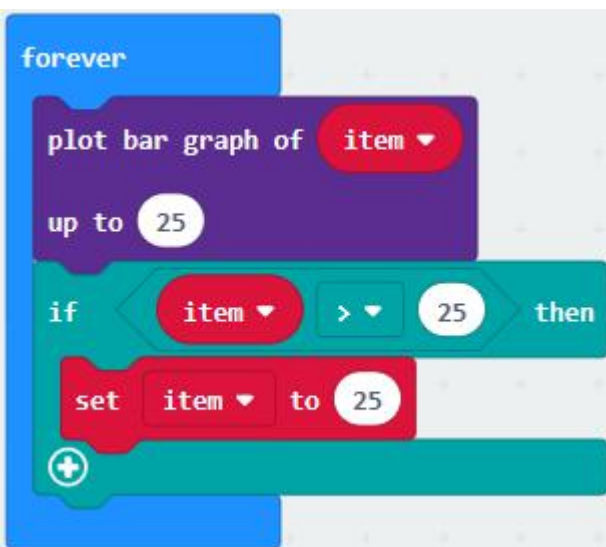 forever
plot bar graph of item
up to 25
if item > 25 then
set item to 25